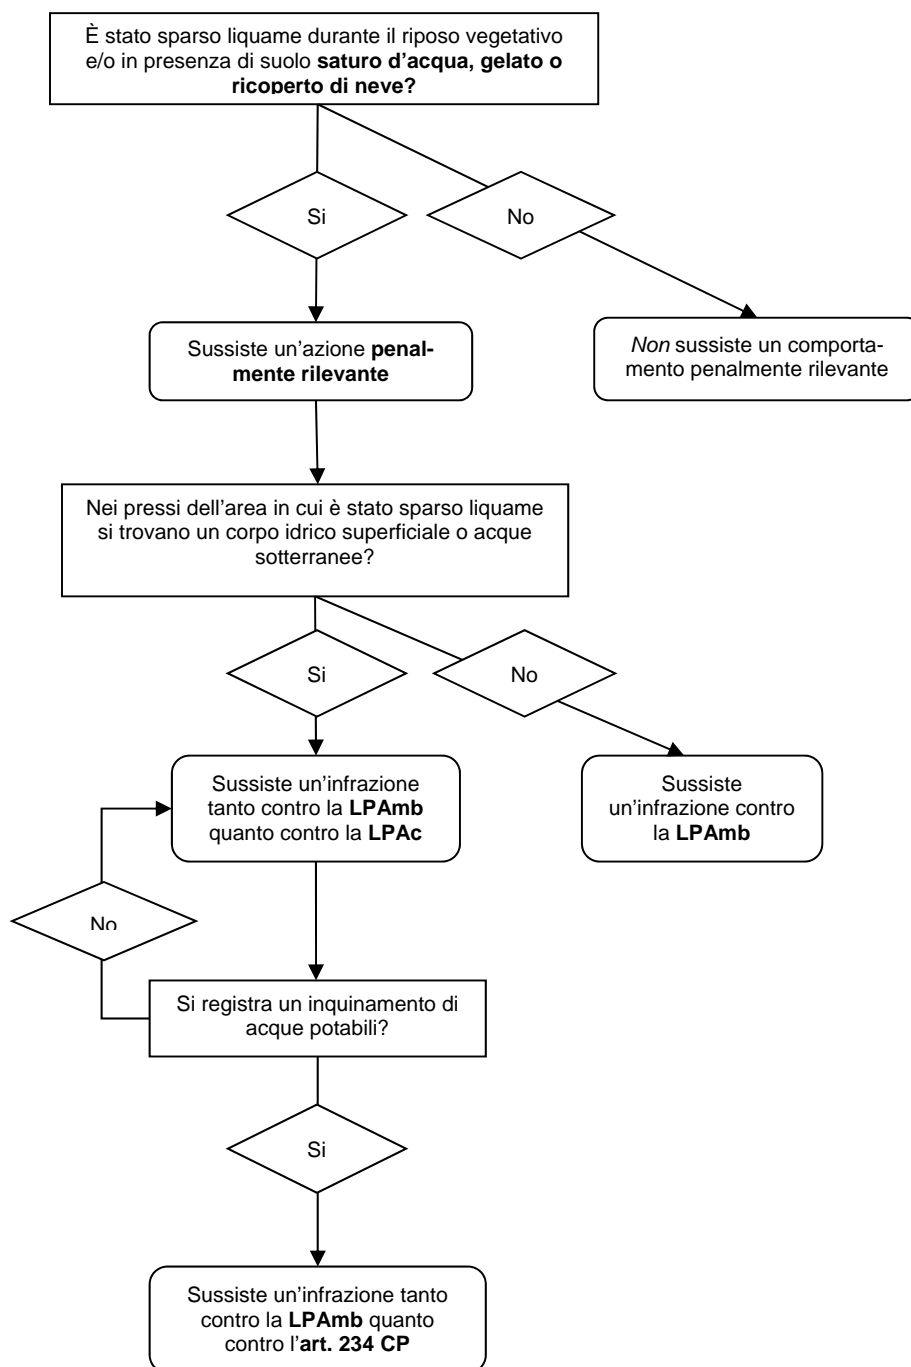 È stato sparso liquame durante il riposo vegetativo
e/o in presenza di suolo saturo d'acqua, gelato o
ricoperto di neve?
Si
No
Sussiste un'azione penal-
mente rilevante
Non sussiste un comporta-
mento penalmente rilevante
Nei pressi dell'area in cui è stato sparso liquame
si trovano un corpo idrico superficiale o acque
sotterranee?
Si
No
Sussiste un'infrazione
tanto contro la LPAmb
quanto contro la LPAc
Sussiste
un'infrazione contro
la LPAmb
No
Si registra un inquinamento di
acque potabili?
Si
Sussiste un'infrazione tanto
contro la LPAmb quanto
contro l'art. 234 CP